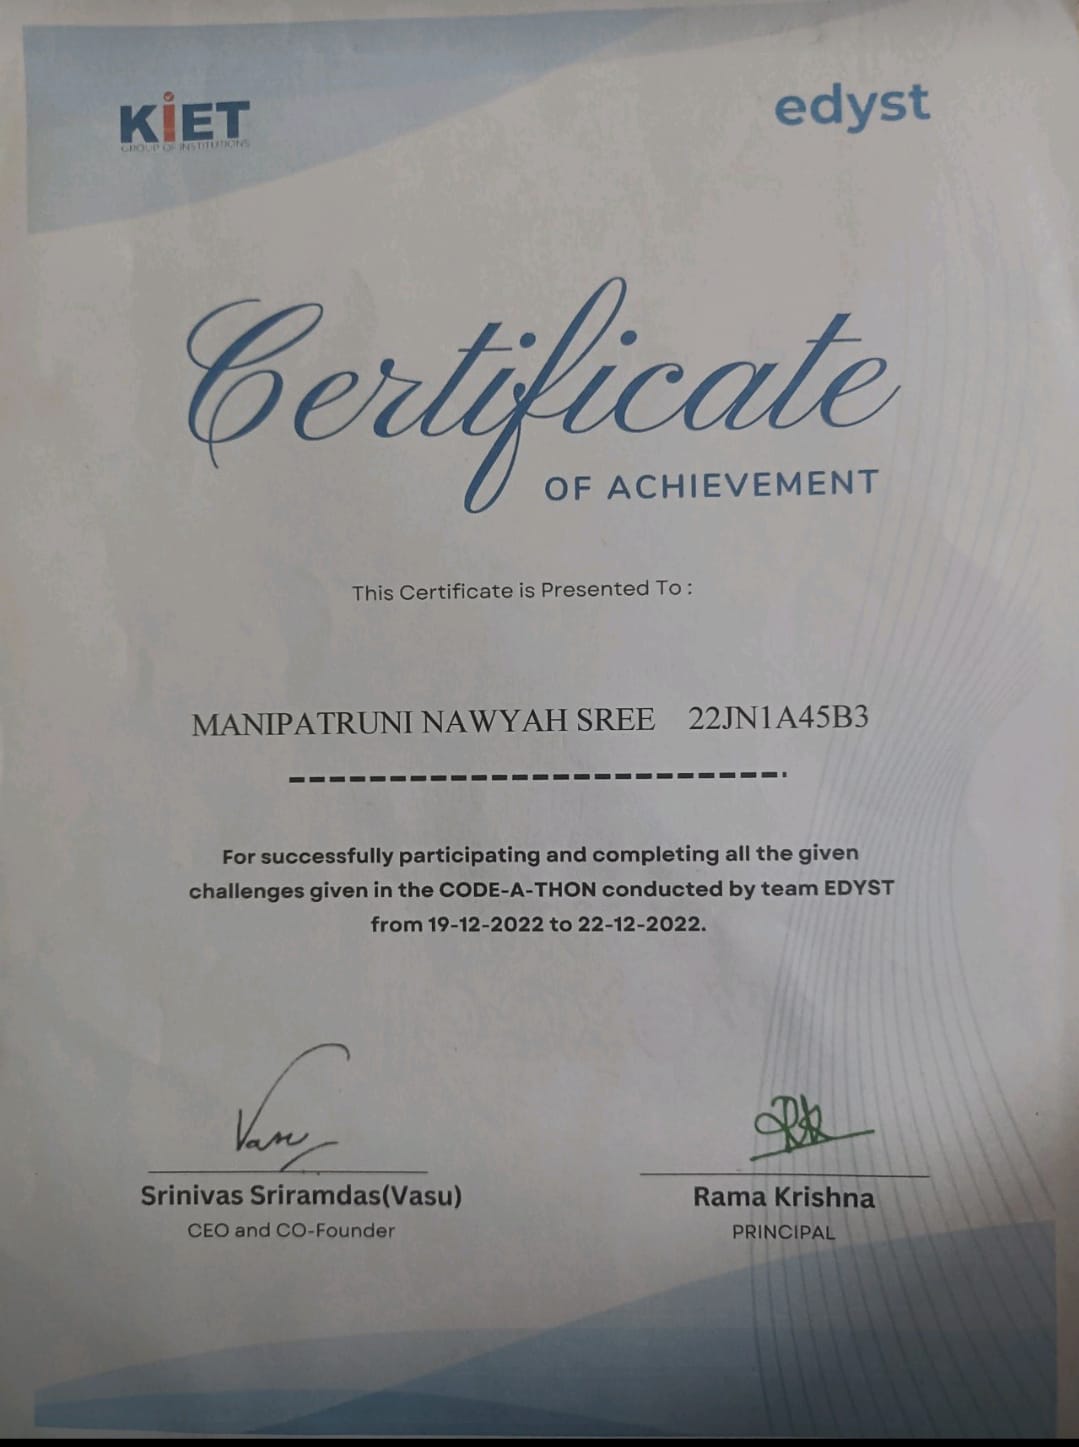 KiET
GROUP OF INSTITUTIONS
edyst
Certificate
OF ACHIEVEMENT
This Certificate is Presented To :
MANIPATRUNI NAWYAH SREE 22JN1A45B3
For successfully participating and completing all the given
challenges given in the CODE-A-THON conducted by team EDYST
from 19-12-2022 to 22-12-2022.
Vasu
Srinivas Sriramdas(Vasu)
CEO and CO-Founder
Rama Krishna
PRINCIPAL